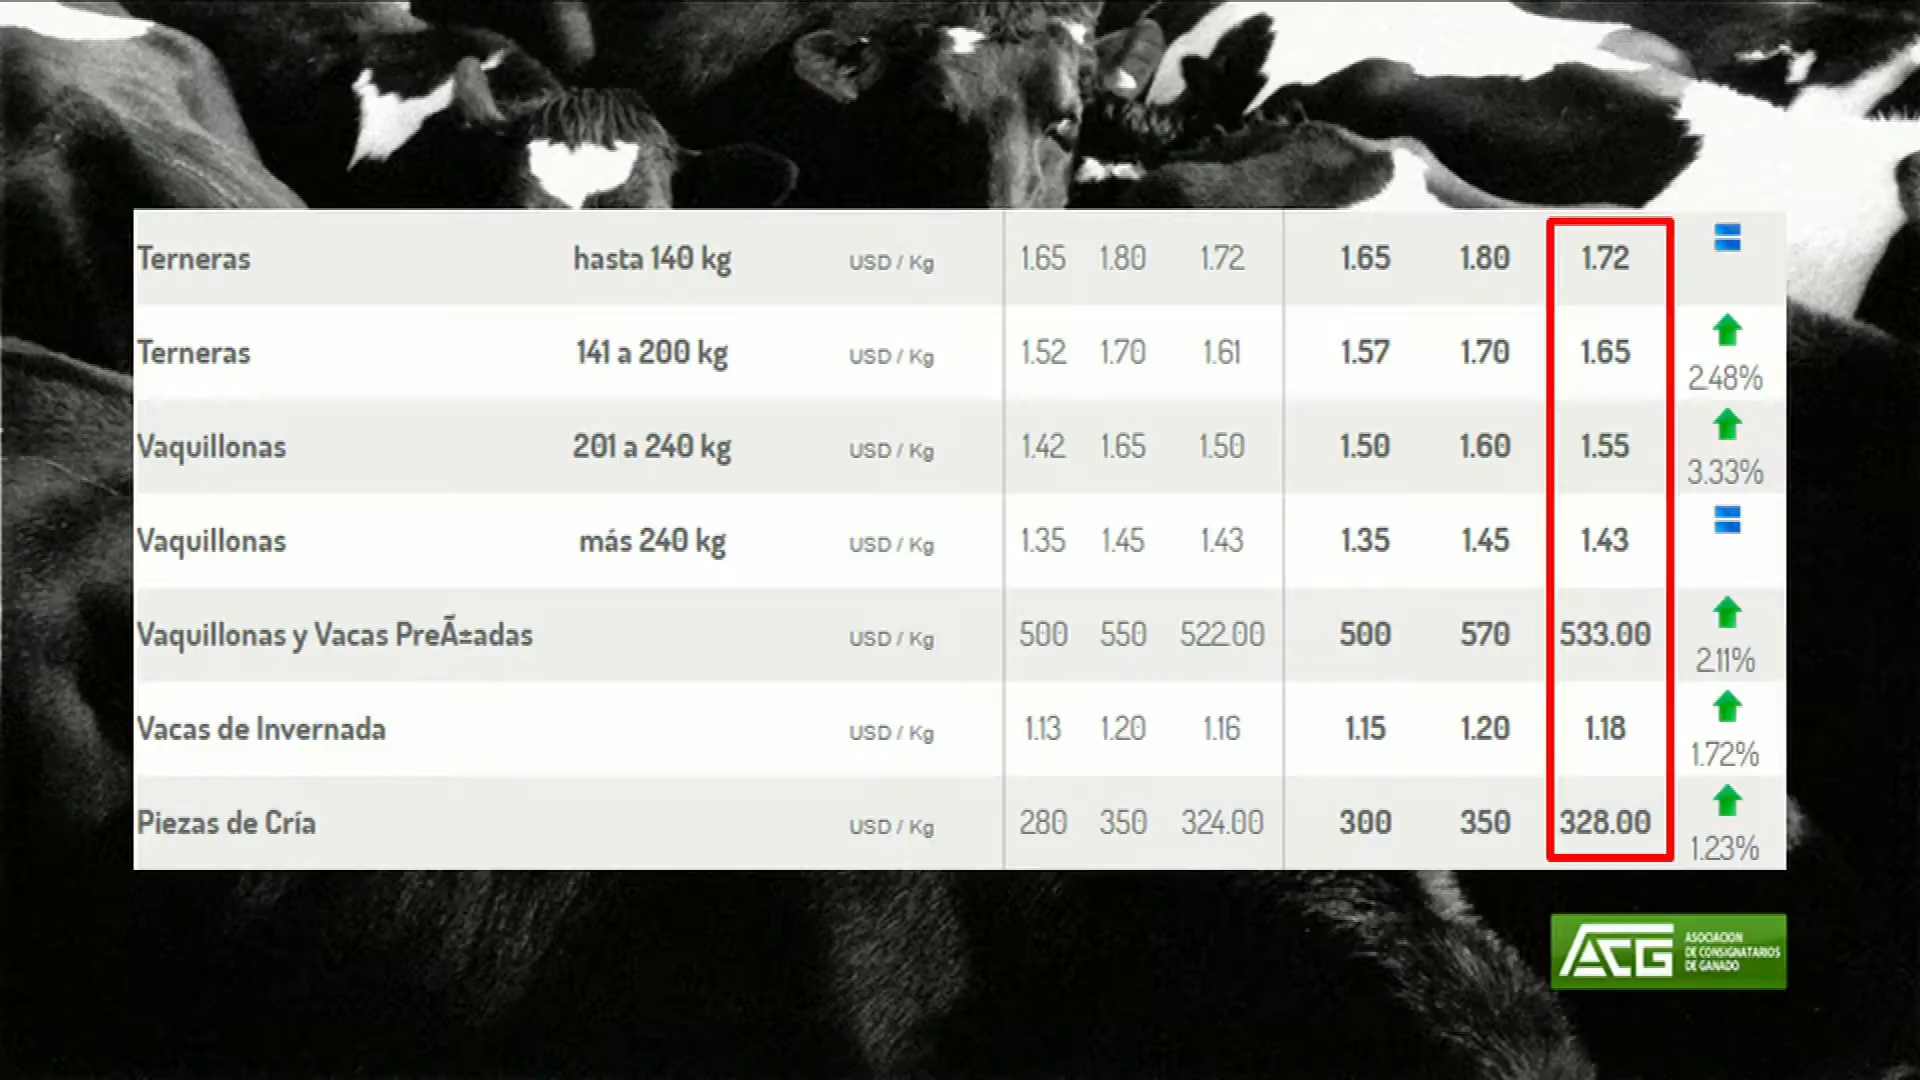 Terneras hasta 140 kg USD / Kg 1.65 1.80 1.72 1.65 1.80 1.72
Terneras 141 a 200 kg USD / Kg 1.52 1.70 1.61 1.57 1.70 1.65 2.48%
Vaquillonas 201 a 240 kg USD / Kg 1.42 1.65 1.50 1.50 1.60 1.55 3.33%
Vaquillonas más 240 kg USD / Kg 1.35 1.45 1.43 1.35 1.45 1.43
Vaquillonas y Vacas PreÃ±adas USD / Kg 500 550 522.00 500 570 533.00 2.11%
Vacas de Invernada USD / Kg 1.13 1.20 1.16 1.15 1.20 1.18 1.72%
Piezas de Cría USD / Kg 280 350 324.00 300 350 328.00 1.23%
ACG
ASOCIACION
DE CONSIGNATARIOS
DE GANADO